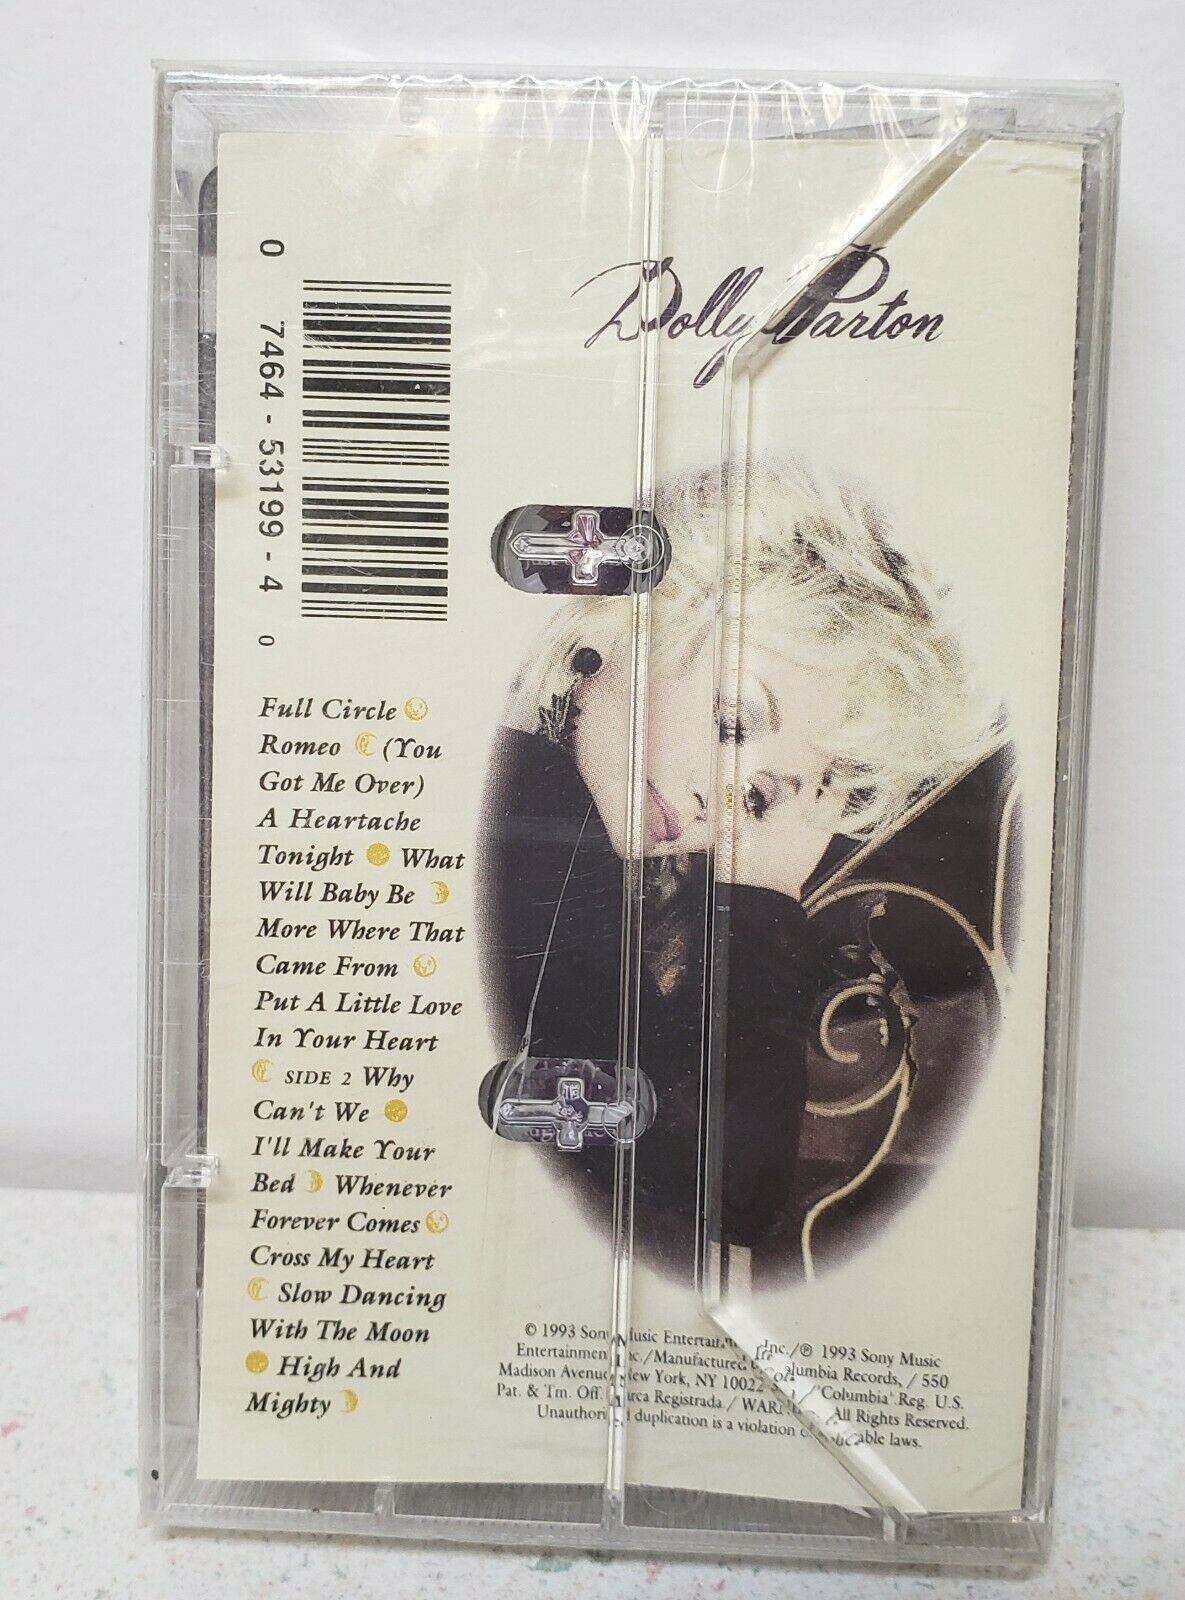 Dolly Parton
0 7464-53199-4 0
Full Circle
Romeo (You
Got Me Over)
A Heartache
Tonight What
Will Baby Be
More Where That
Came From
Put A Little Love
In Your Heart
SIDE 2 Why
Can't We
I'll Make Your
Bed Whenever
Forever Comes
Cross My Heart
Slow Dancing
With The Moon
High And
Mighty
© 1993 Sony Music Entertainment Inc./℗ 1993 Sony Music
Entertainment Inc./Manufactured by Columbia Records, / 550
Madison Avenue, New York, NY 10022 / "Columbia" Reg. U.S.
Pat. & Tm. Off. Marca Registrada / WARNING: All Rights Reserved.
Unauthorized duplication is a violation of applicable laws.